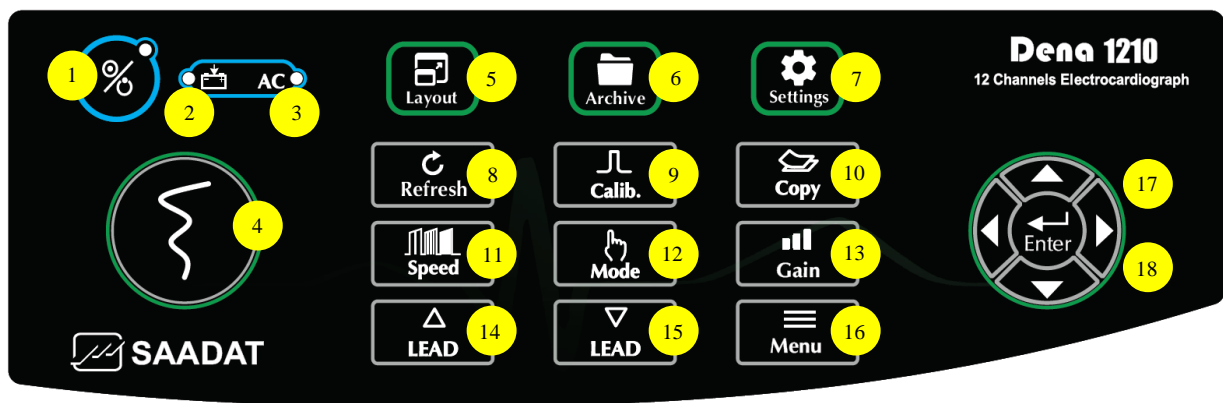 1
2
3
AC
5
Layout
6
Archive
7
Settings
Dena 1210
12 Channels Electrocardiograph
4
8
Refresh
9
Calib.
10
Copy
17
11
Speed
12
Mode
13
Gain
Enter
18
14
LEAD
15
LEAD
16
Menu
SAADAT